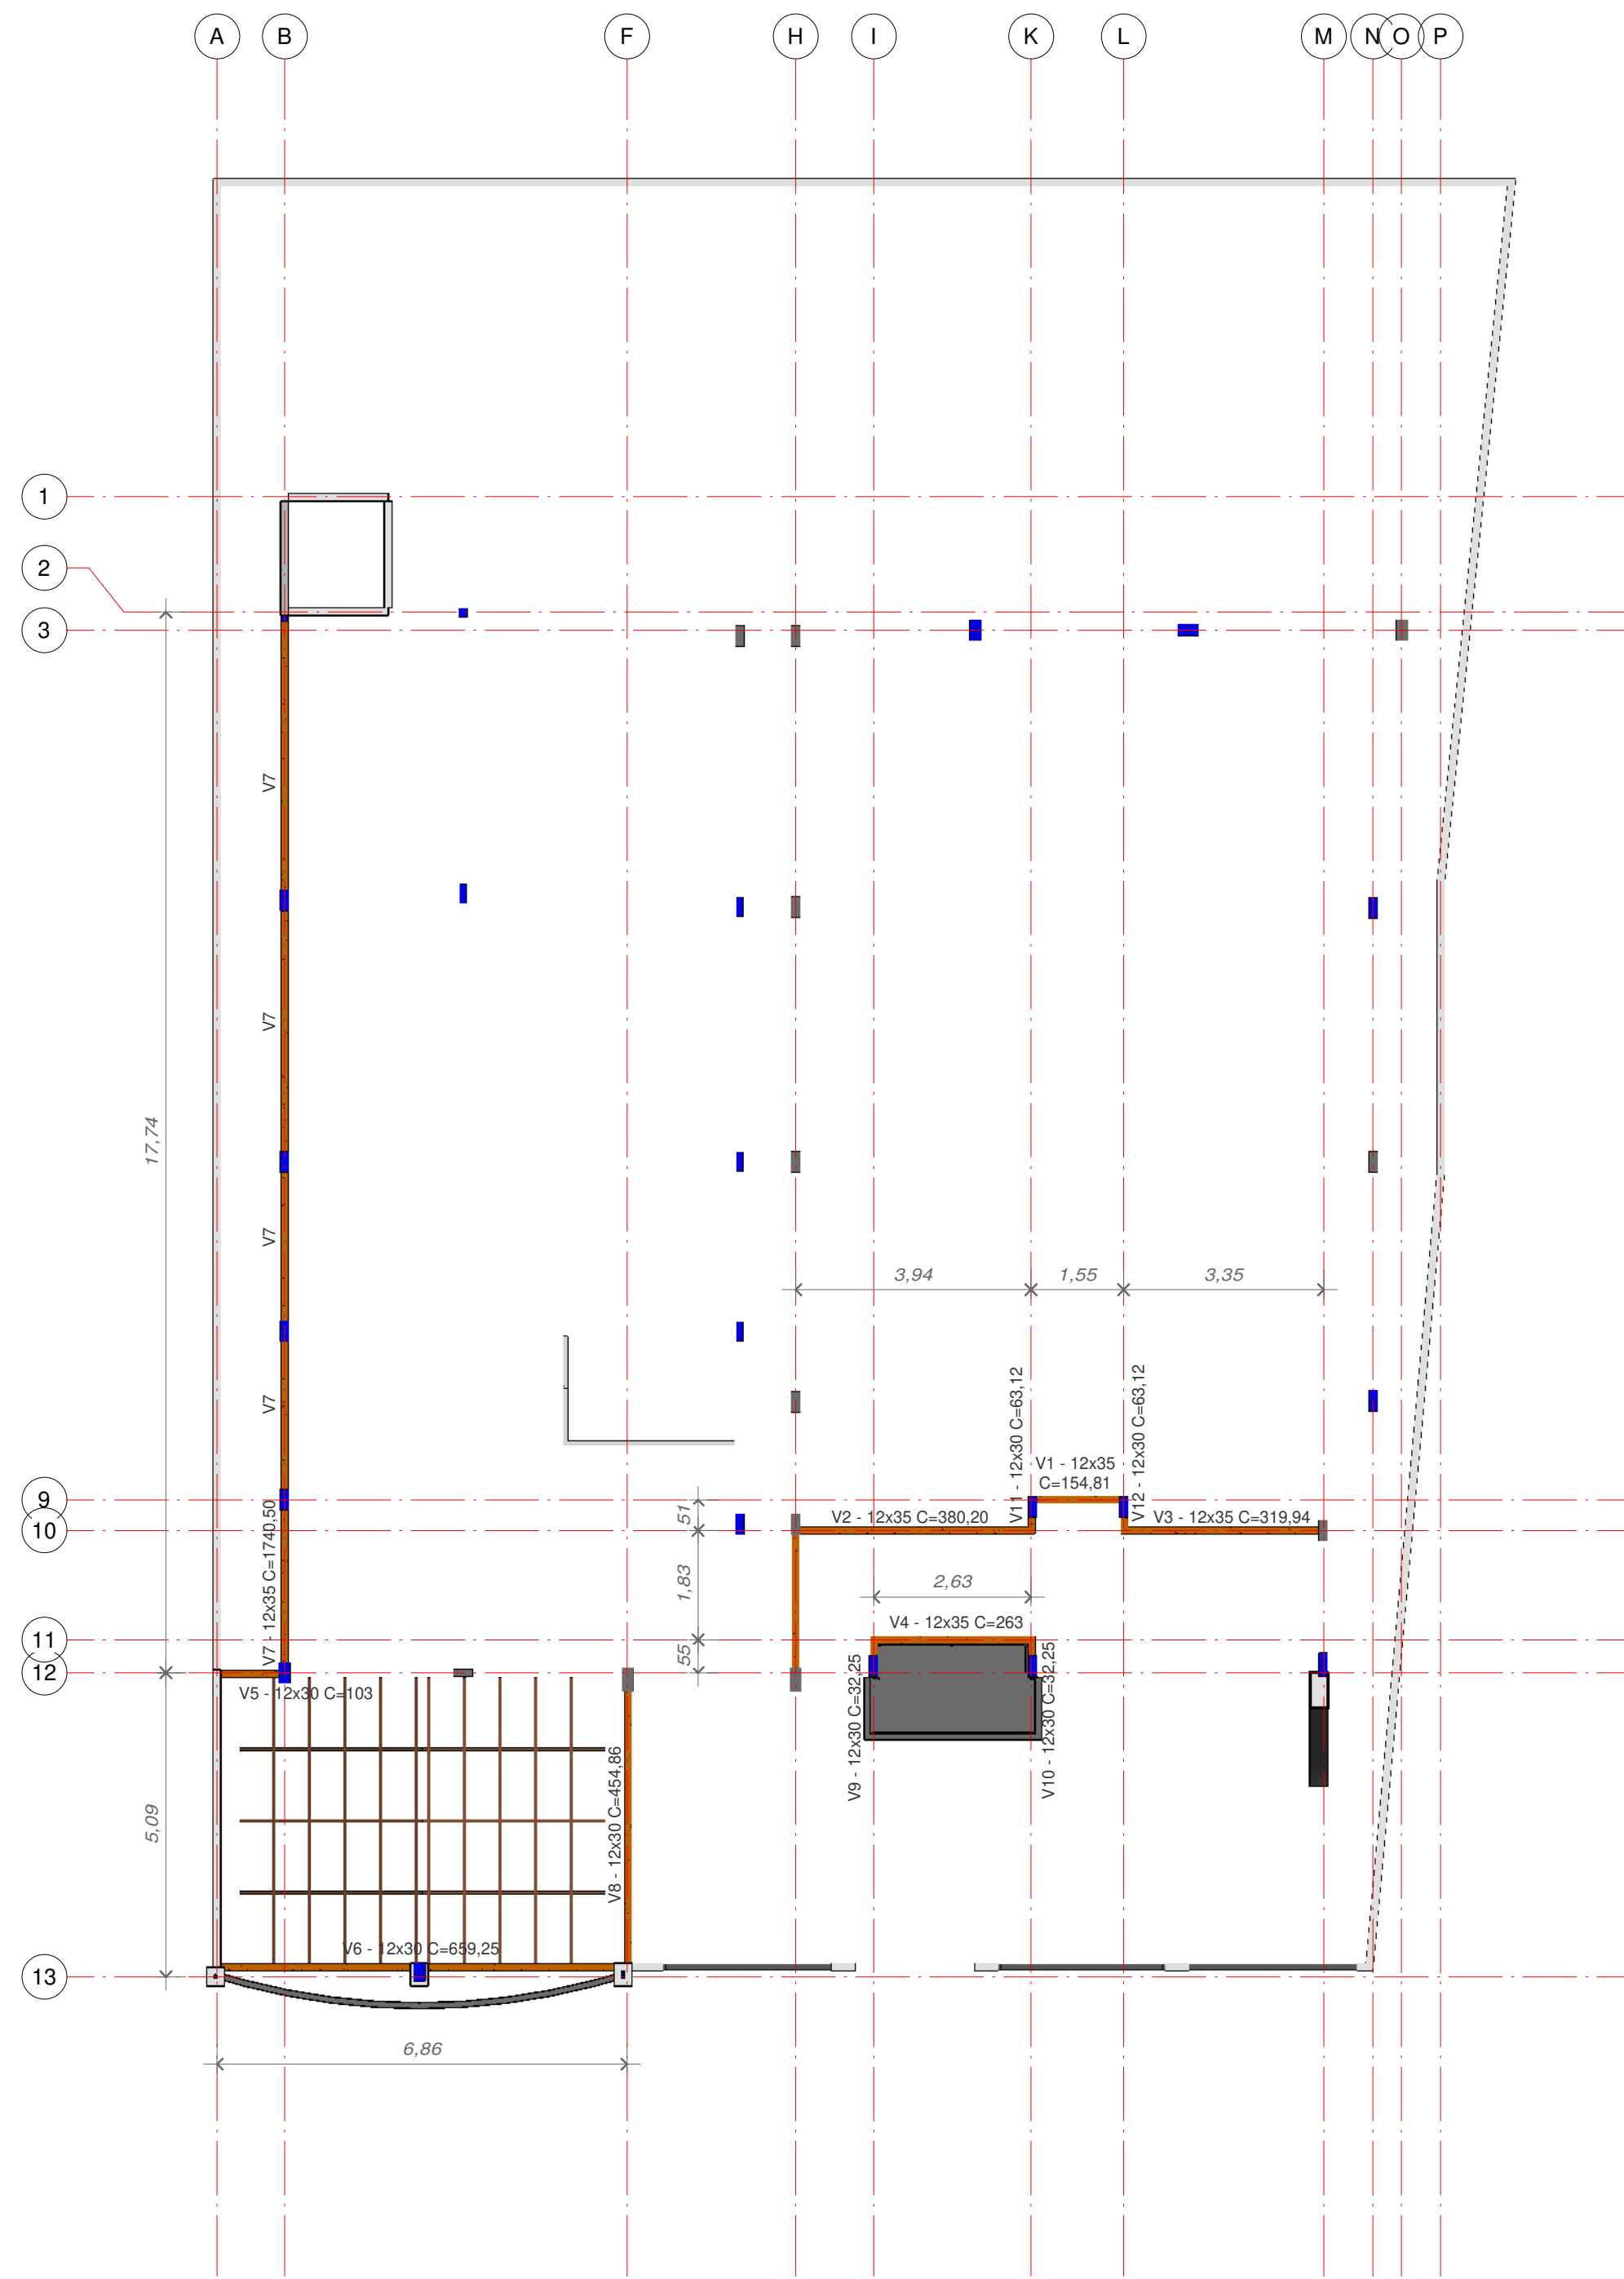 A
B
F
H
I
K
L
M
N
O
P
1
2
3
V7
V7
17,74
V7
3,94
1,55
3,35
V11 - 12x30 C=63,12
V12 - 12x30 C=63,12
V7
V1 - 12x35
C=154,81
9
51
V2 - 12x35 C=380,20
V3 - 12x35 C=319,94
10
V7 - 12x35 C=1740,50
1,83
2,63
V4 - 12x35 C=263
11
55
12
V5 - 12x30 C=103
V9 - 12x30 C=32,25
V10 - 12x30 C=32,25
5,09
V8 - 12x30 C=454,86
V6 - 12x30 C=659,25
13
6,86